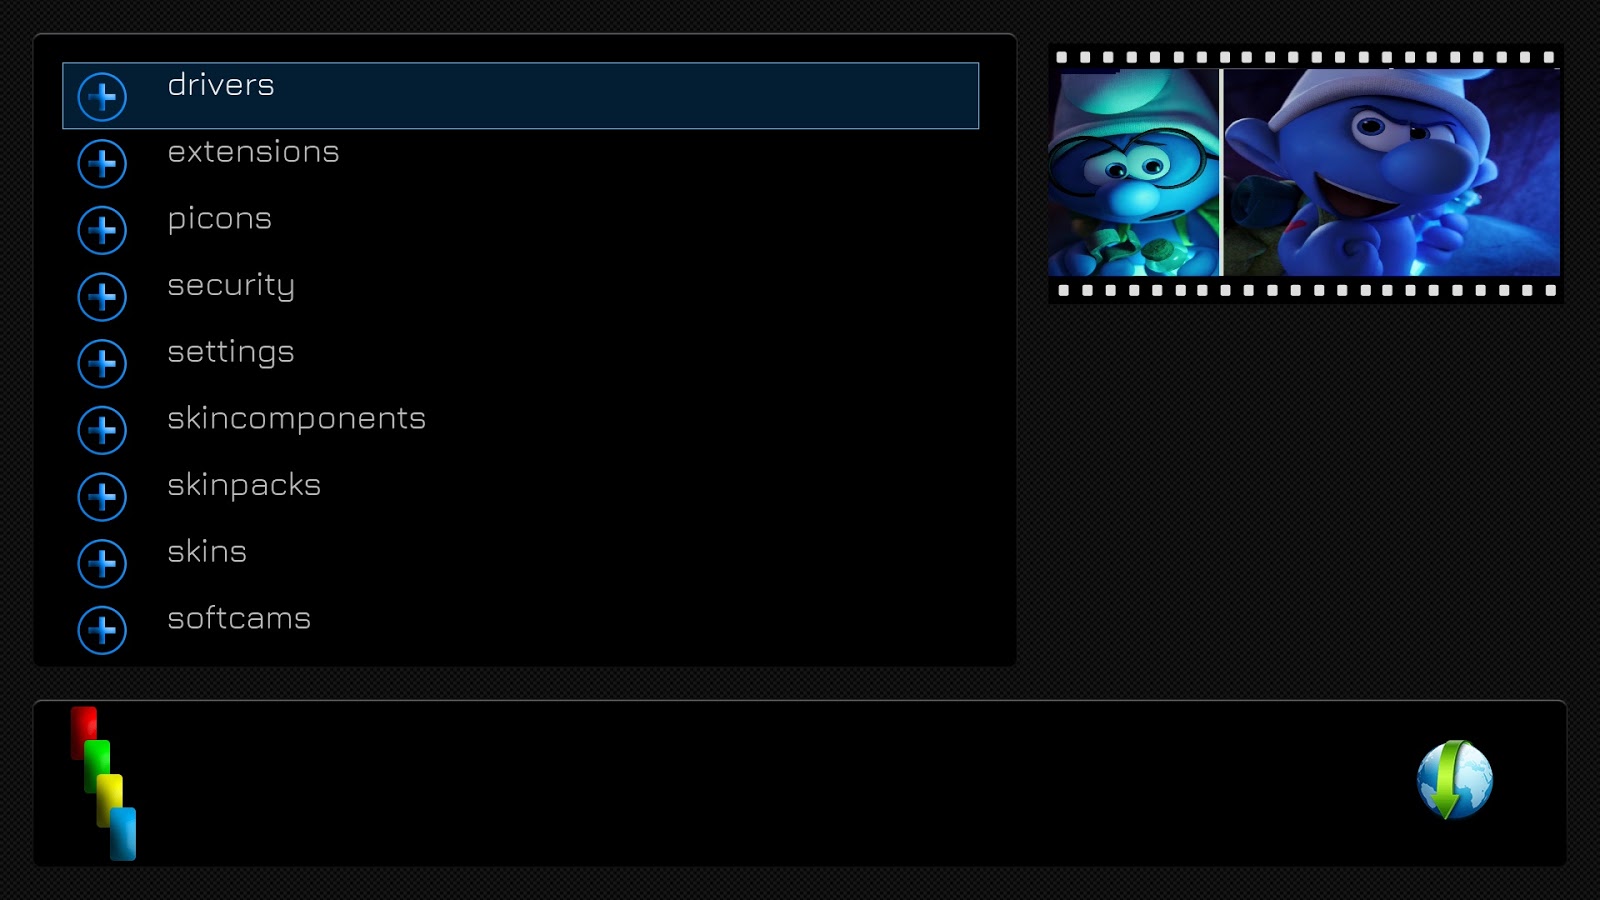 drivers
extensions
picons
security
settings
skincomponents
skinpacks
skins
softcams